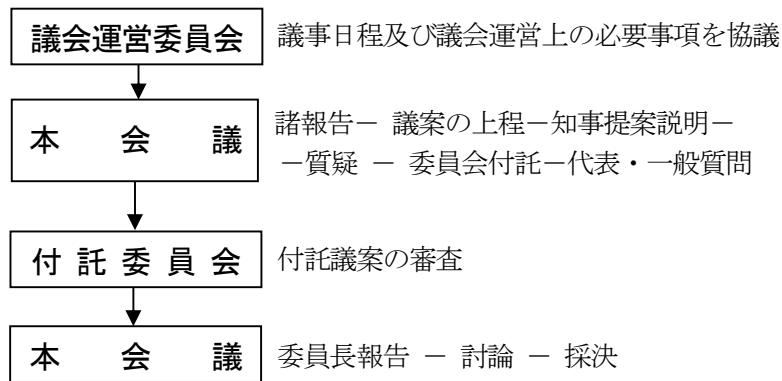 議会運営委員会 議事日程及び議会運営上の必要事項を協議
本会議 諸報告－ 議案の上程－知事提案説明－
－質疑 － 委員会付託－代表・一般質問
付託委員会 付託議案の審査
本会議 委員長報告 － 討論 － 採決